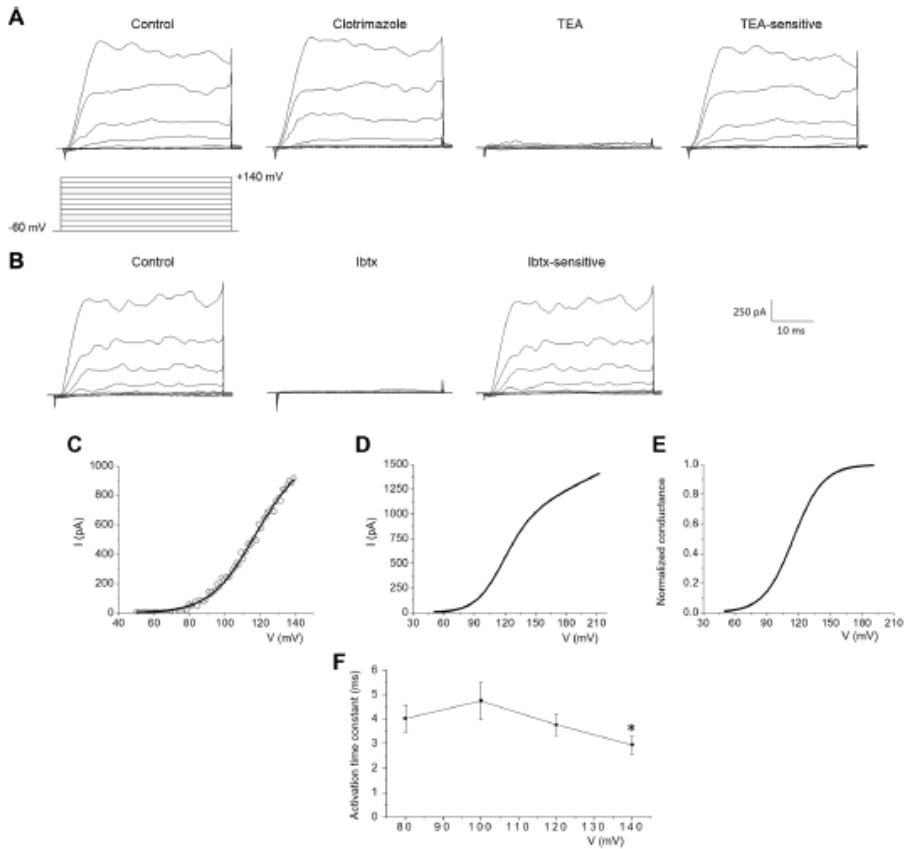 A
Control
Clotrimazole
TEA
TEA-sensitive
+140 mV
-60 mV
B
Control
Ibtx
Ibtx-sensitive
250 pA
10 ms
C
1000
800
600
400
200
0
I (pA)
40 60 80 100 120 140
V (mV)
D
1500
1250
1000
750
500
250
0
I (pA)
30 60 90 120 150 180 210
V (mV)
E
1.0
0.8
0.6
0.4
0.2
0.0
Normalized conductance
30 60 90 120 150 180 210
V (mV)
F
6
5
4
3
2
1
0
Activation time constant (ms)
*
80 90 100 110 120 130 140
V (mV)